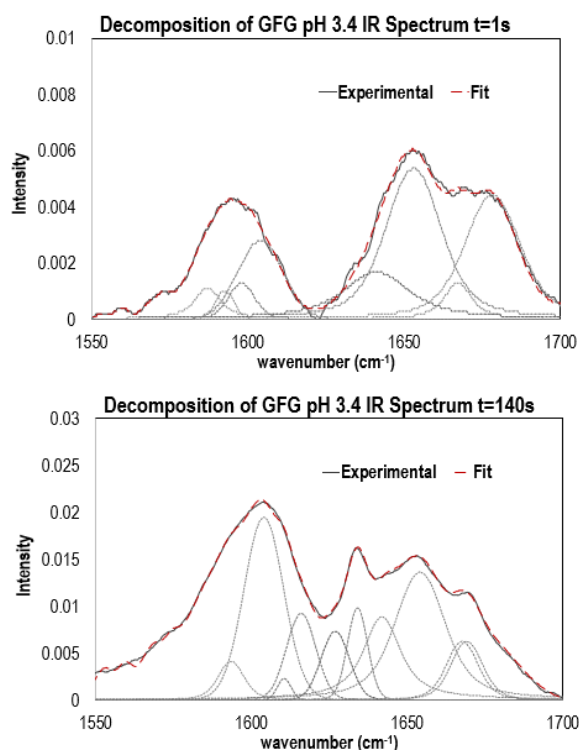 Decomposition of GFG pH 3.4 IR Spectrum t=1s
0.01
Experimental Fit
0.008
0.006
Intensity
0.004
0.002
0
1550 1600 1650 1700
wavenumber (cm⁻¹)
Decomposition of GFG pH 3.4 IR Spectrum t=140s
0.03
0.025
Experimental Fit
0.02
0.015
Intensity
0.01
0.005
0
1550 1600 1650 1700
wavenumber (cm⁻¹)